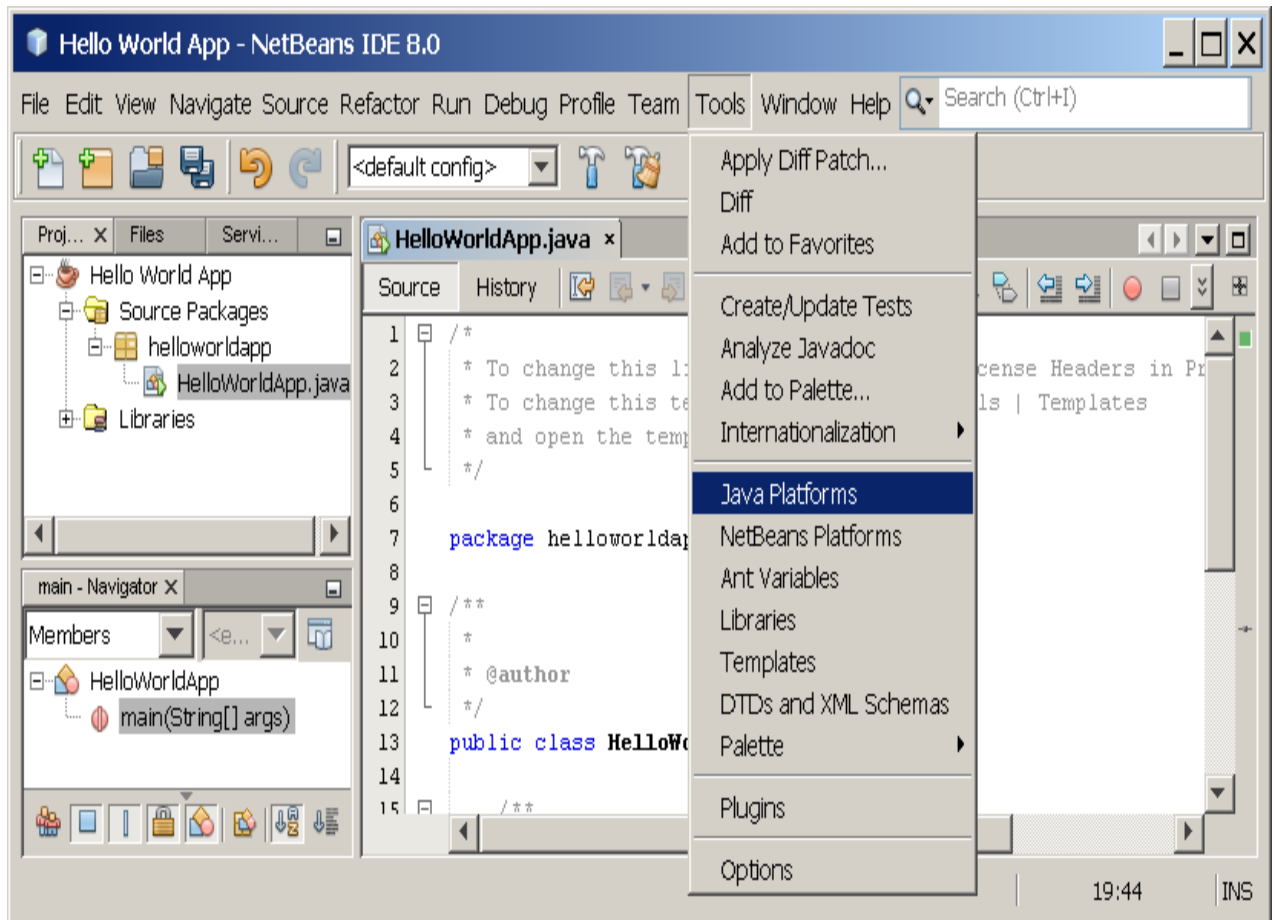 Hello World App - NetBeans IDE 8.0
File Edit View Navigate Source Refactor Run Debug Profile Team Tools Window Help Search (Ctrl+I)
<default config>
Apply Diff Patch...
Diff
Add to Favorites
Create/Update Tests
Analyze Javadoc
Add to Palette...
Internationalization
Java Platforms
NetBeans Platforms
Ant Variables
Libraries
Templates
DTDs and XML Schemas
Palette
Plugins
Options
Proj... X Files Servi...
Hello World App
Source Packages
helloworldapp
HelloWorldApp.java
Libraries
main - Navigator X
Members <e...
HelloWorldApp
main(String[] args)
HelloWorldApp.java ×
Source History
1 /*
2 * To change this li cense Headers in Pr
3 * To change this te ls | Templates
4 * and open the temp
5 */
6
7 package helloworldap
8
9 /**
10 *
11 * @author
12 */
13 public class HelloWo
14
15 /**
19:44 INS